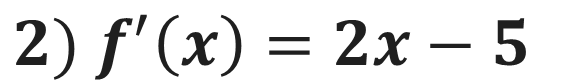 2) f′(x) = 2x − 5